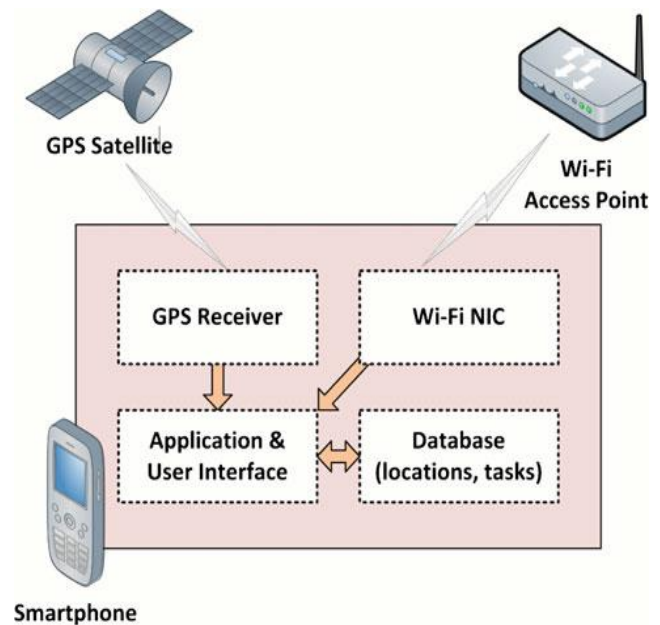 GPS Satellite
Wi-Fi
Access Point
GPS Receiver
Wi-Fi NIC
Application &
User Interface
Database
(locations, tasks)
Smartphone